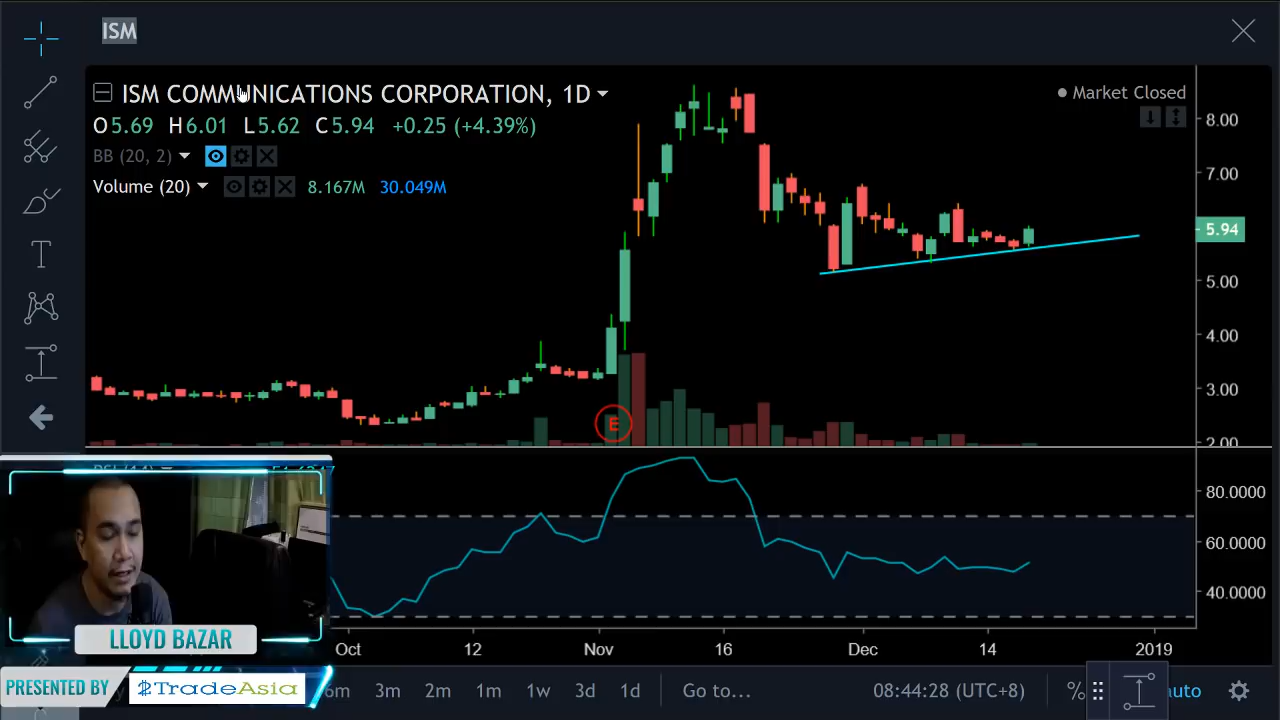 ISM
ISM COMMUNICATIONS CORPORATION, 1D
Market Closed
O5.69 H6.01 L5.62 C5.94 +0.25 (+4.39%)
BB (20, 2)
Volume (20) 8.167M 30.049M
8.00
7.00
5.94
5.00
4.00
3.00
2.00
E
80.0000
60.0000
40.0000
Oct 12 Nov 16 Dec 14 2019
LLOYD BAZAR
PRESENTED BY
$TradeAsia
6m 3m 2m 1m 1w 3d 1d Go to... 08:44:28 (UTC+8) % auto